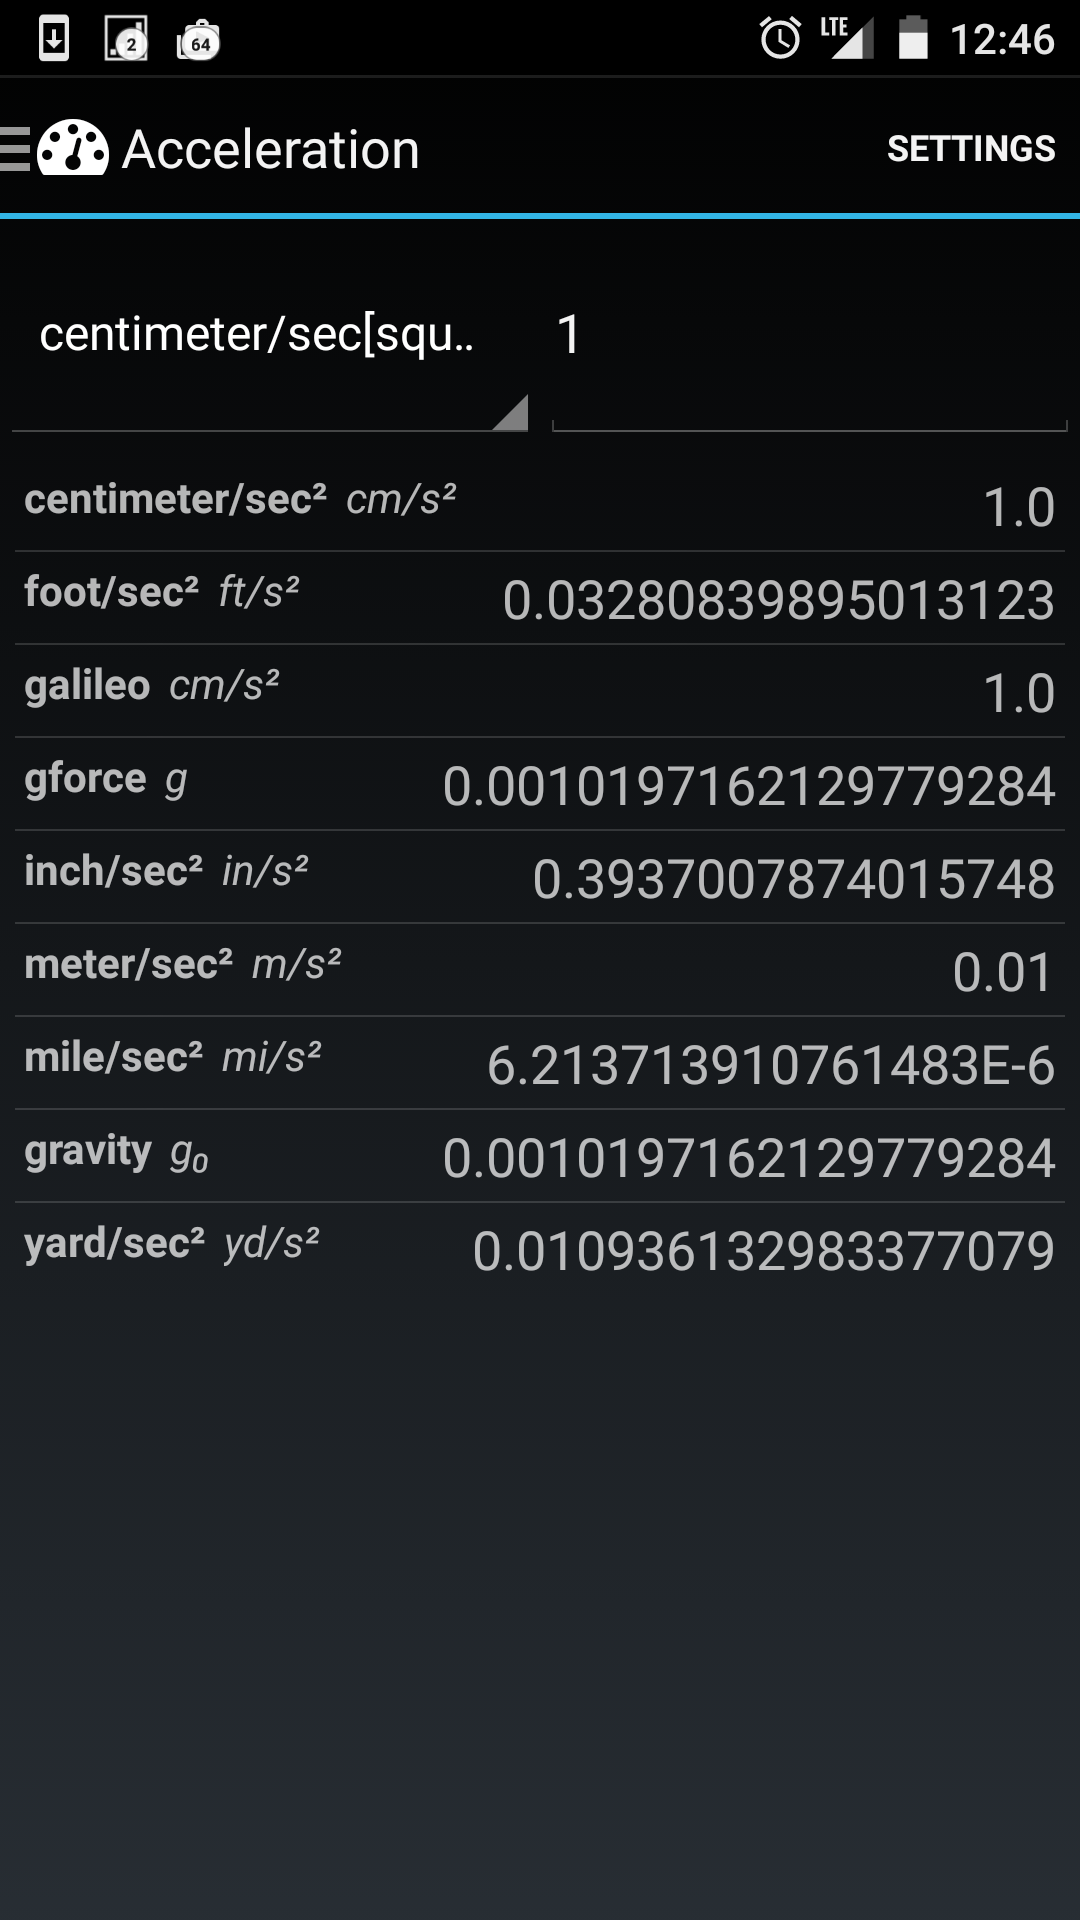 2 64 LTE 12:46
Acceleration SETTINGS
centimeter/sec[squ.. 1
centimeter/sec² cm/s² 1.0
foot/sec² ft/s² 0.03280839895013123
galileo cm/s² 1.0
gforce g 0.0010197162129779284
inch/sec² in/s² 0.3937007874015748
meter/sec² m/s² 0.01
mile/sec² mi/s² 6.213713910761483E-6
gravity g₀ 0.0010197162129779284
yard/sec² yd/s² 0.010936132983377079